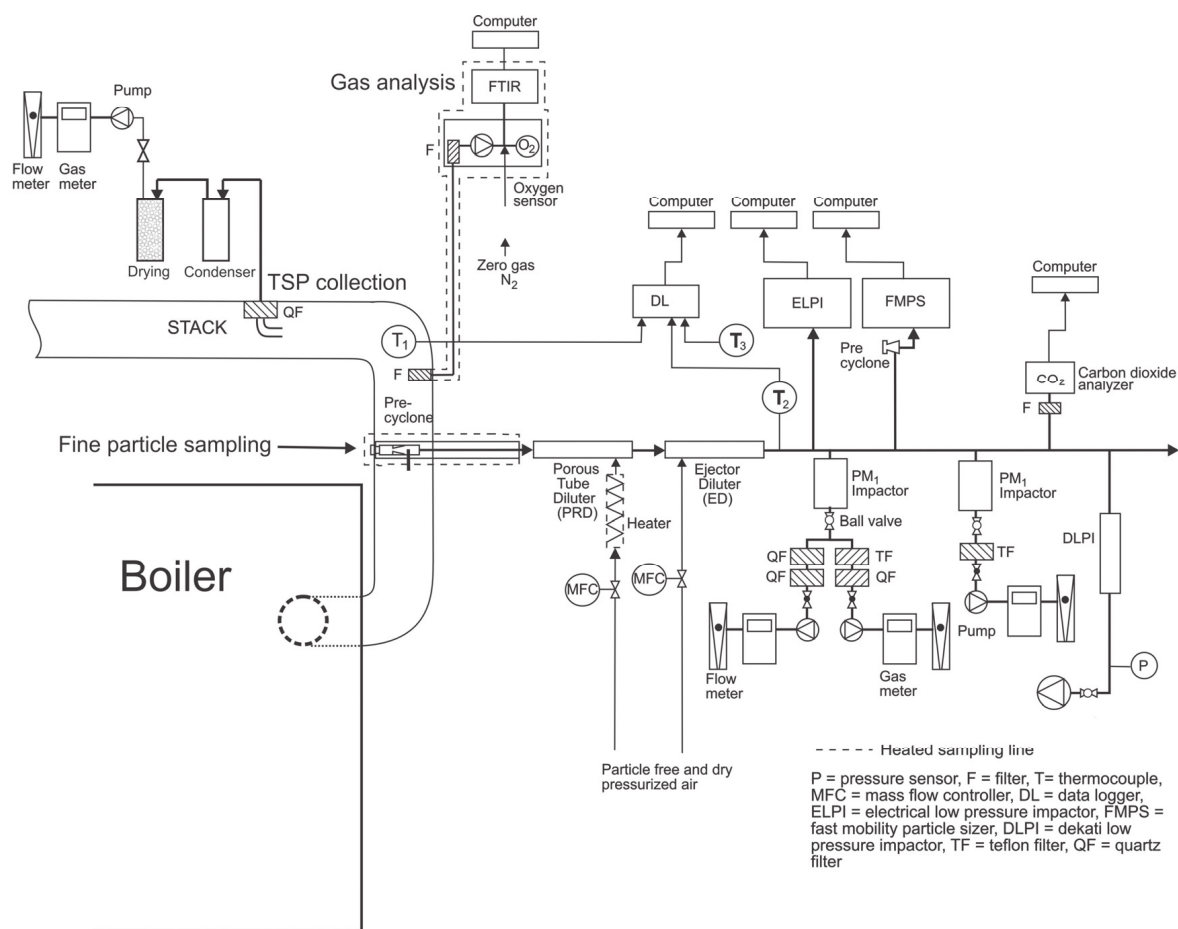 Computer
Gas analysis
FTIR
Pump
F
O2
Flow
meter
Gas
meter
Oxygen
sensor
Drying
Condenser
Zero gas
N2
TSP collection
QF
STACK
Computer
Computer
Computer
Computer
DL
ELPI
FMPS
T1
T3
Pre
cyclone
CO2
Carbon dioxide
analyzer
F
T2
F
Pre-
cyclone
Fine particle sampling
Porous
Tube
Diluter
(PRD)
Ejector
Diluter
(ED)
Heater
PM1
Impactor
PM1
Impactor
Ball valve
DLPI
QF
TF
TF
QF
QF
Boiler
MFC
MFC
Pump
Flow
meter
Gas
meter
P
Particle free and dry
pressurized air
Heated sampling line
P = pressure sensor, F = filter, T= thermocouple,
MFC = mass flow controller, DL = data logger,
ELPI = electrical low pressure impactor, FMPS =
fast mobility particle sizer, DLPI = dekati low
pressure impactor, TF = teflon filter, QF = quartz
filter